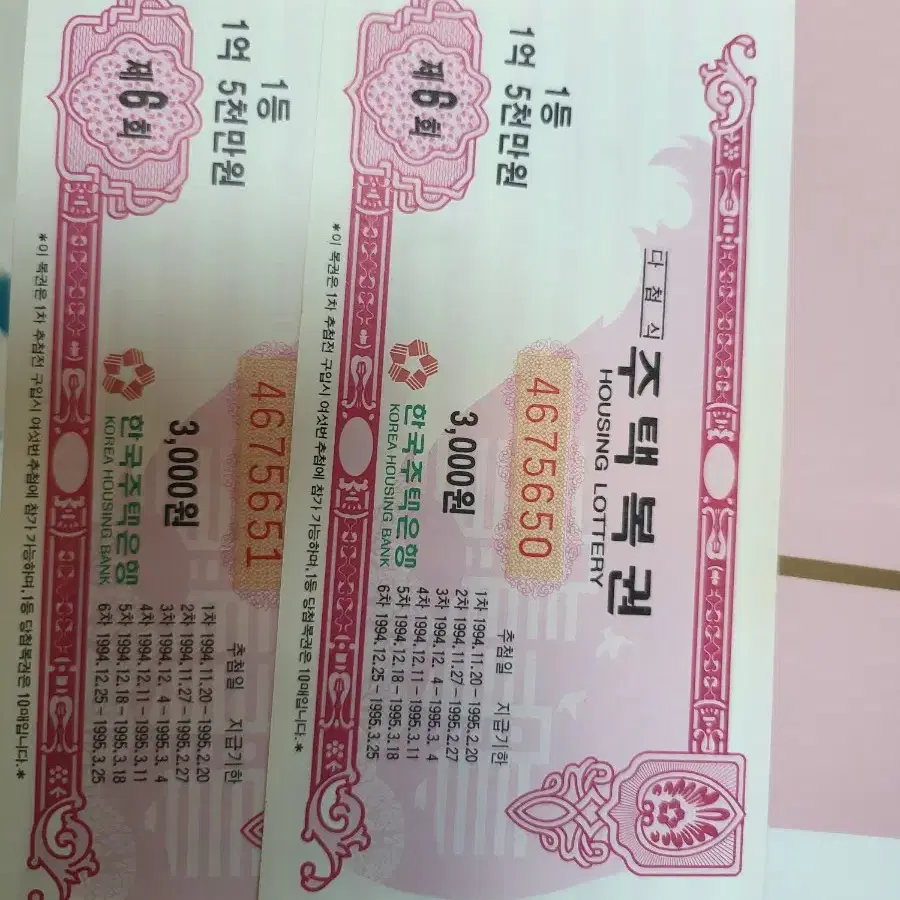 다첨식
주택복권
HOUSING LOTTERY
1등
1억 5천만원
제6회
4675650
3,000원
한국주택은행
KOREA HOUSING BANK
추첨일 지급기한
1차 1994.11.20-1995.2.20
2차 1994.11.27-1995.2.27
3차 1994.12. 4-1995.3. 4
4차 1994.12.11-1995.3.11
5차 1994.12.18-1995.3.18
6차 1994.12.25-1995.3.25
*이 복권은 1차 추첨전 구입시 여섯번 추첨에 참가 가능하며, 1등 당첨복권은 10매입니다.*
1등
1억 5천만원
제6회
4675651
3,000원
한국주택은행
KOREA HOUSING BANK
추첨일 지급기한
1차 1994.11.20-1995.2.20
2차 1994.11.27-1995.2.27
3차 1994.12. 4-1995.3. 4
4차 1994.12.11-1995.3.11
5차 1994.12.18-1995.3.18
6차 1994.12.25-1995.3.25
*이 복권은 1차 추첨전 구입시 여섯번 추첨에 참가 가능하며, 1등 당첨복권은 10매입니다.*